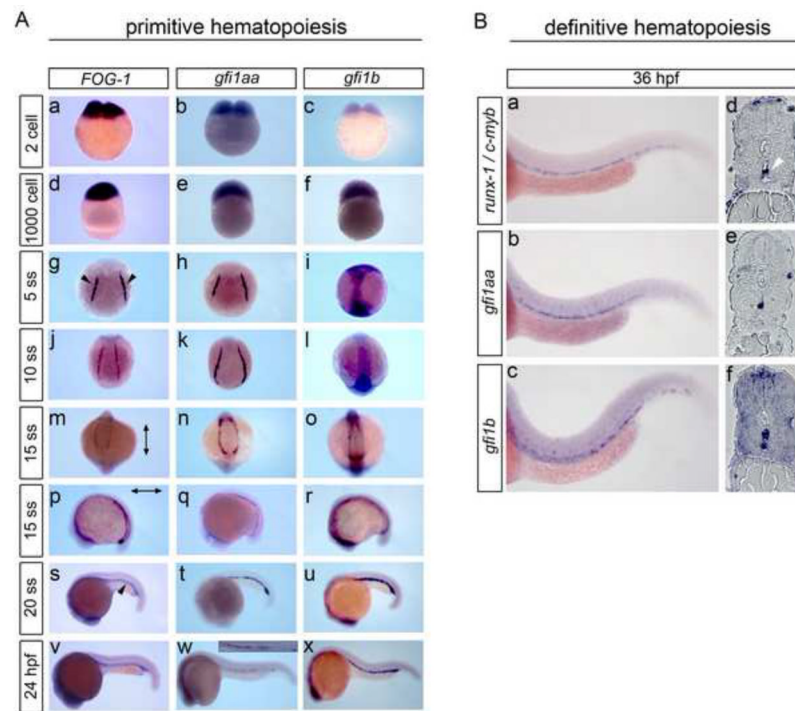 A
primitive hematopoiesis
FOG-1
gfi1aa
gfi1b
2 cell
a
b
c
1000 cell
d
e
f
5 ss
g
h
i
10 ss
j
k
l
15 ss
m
n
o
15 ss
p
q
r
20 ss
s
t
u
24 hpf
v
w
x
B
definitive hematopoiesis
36 hpf
runx-1 / c-myb
a
d
gfi1aa
b
e
gfi1b
c
f